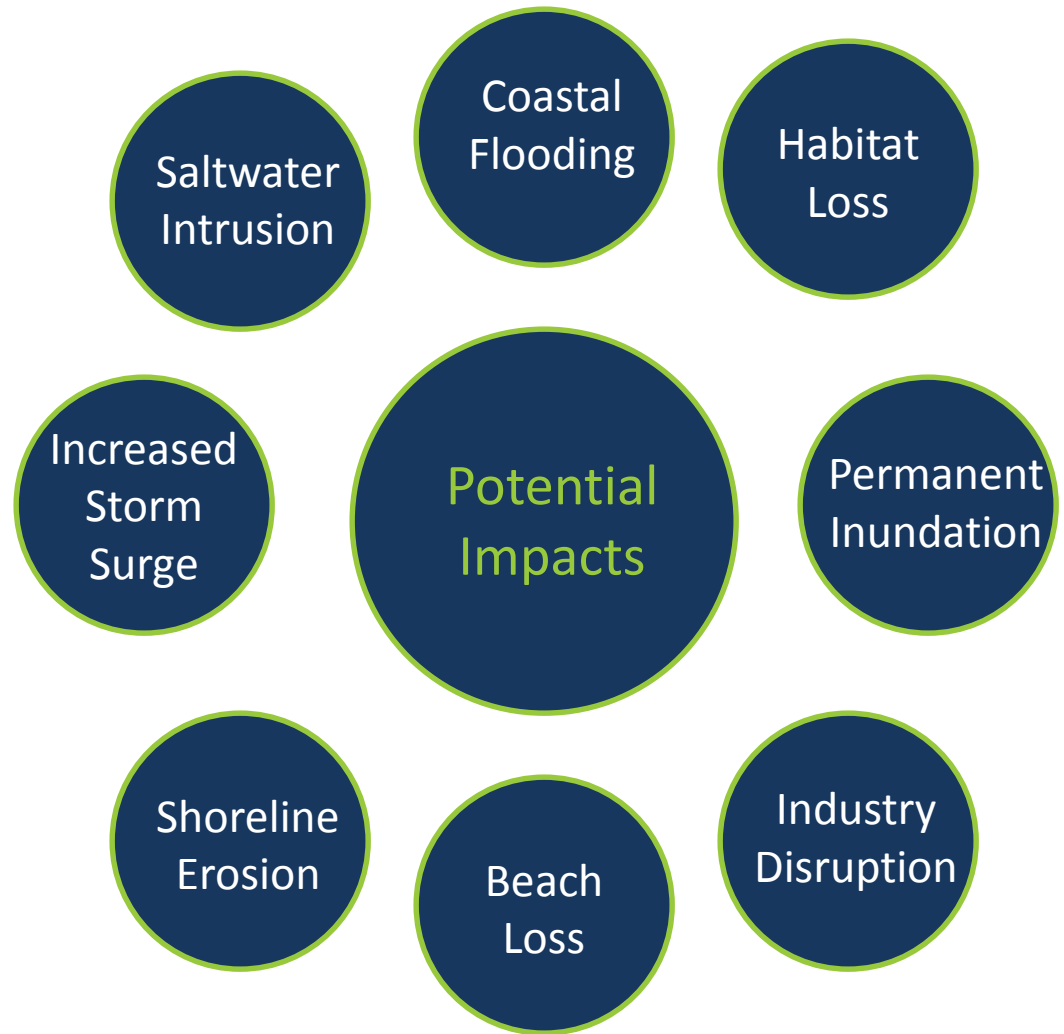 Coastal
Flooding
Habitat
Loss
Permanent
Inundation
Industry
Disruption
Beach
Loss
Shoreline
Erosion
Increased
Storm
Surge
Saltwater
Intrusion
Potential
Impacts